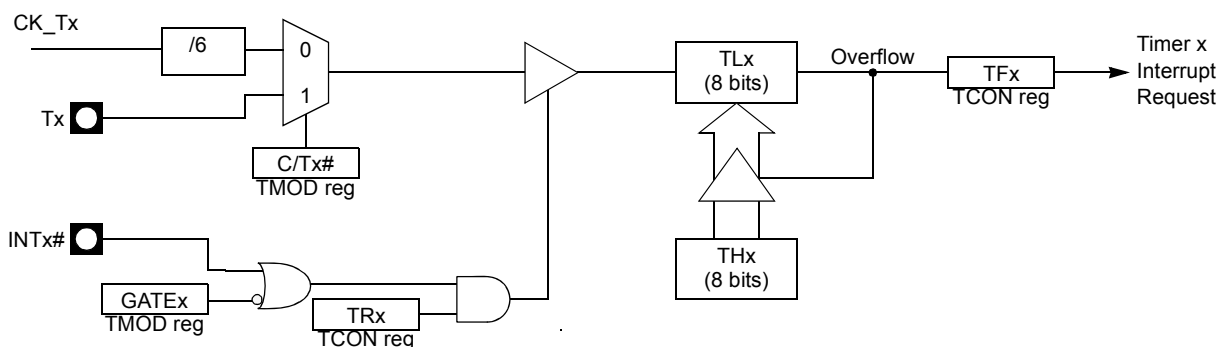 CK_Tx
/6
0
1
Tx
C/Tx#
TMOD reg
INTx#
GATEx
TMOD reg
TRx
TCON reg
TLx
(8 bits)
THx
(8 bits)
Overflow
TFx
TCON reg
Timer x
Interrupt
Request